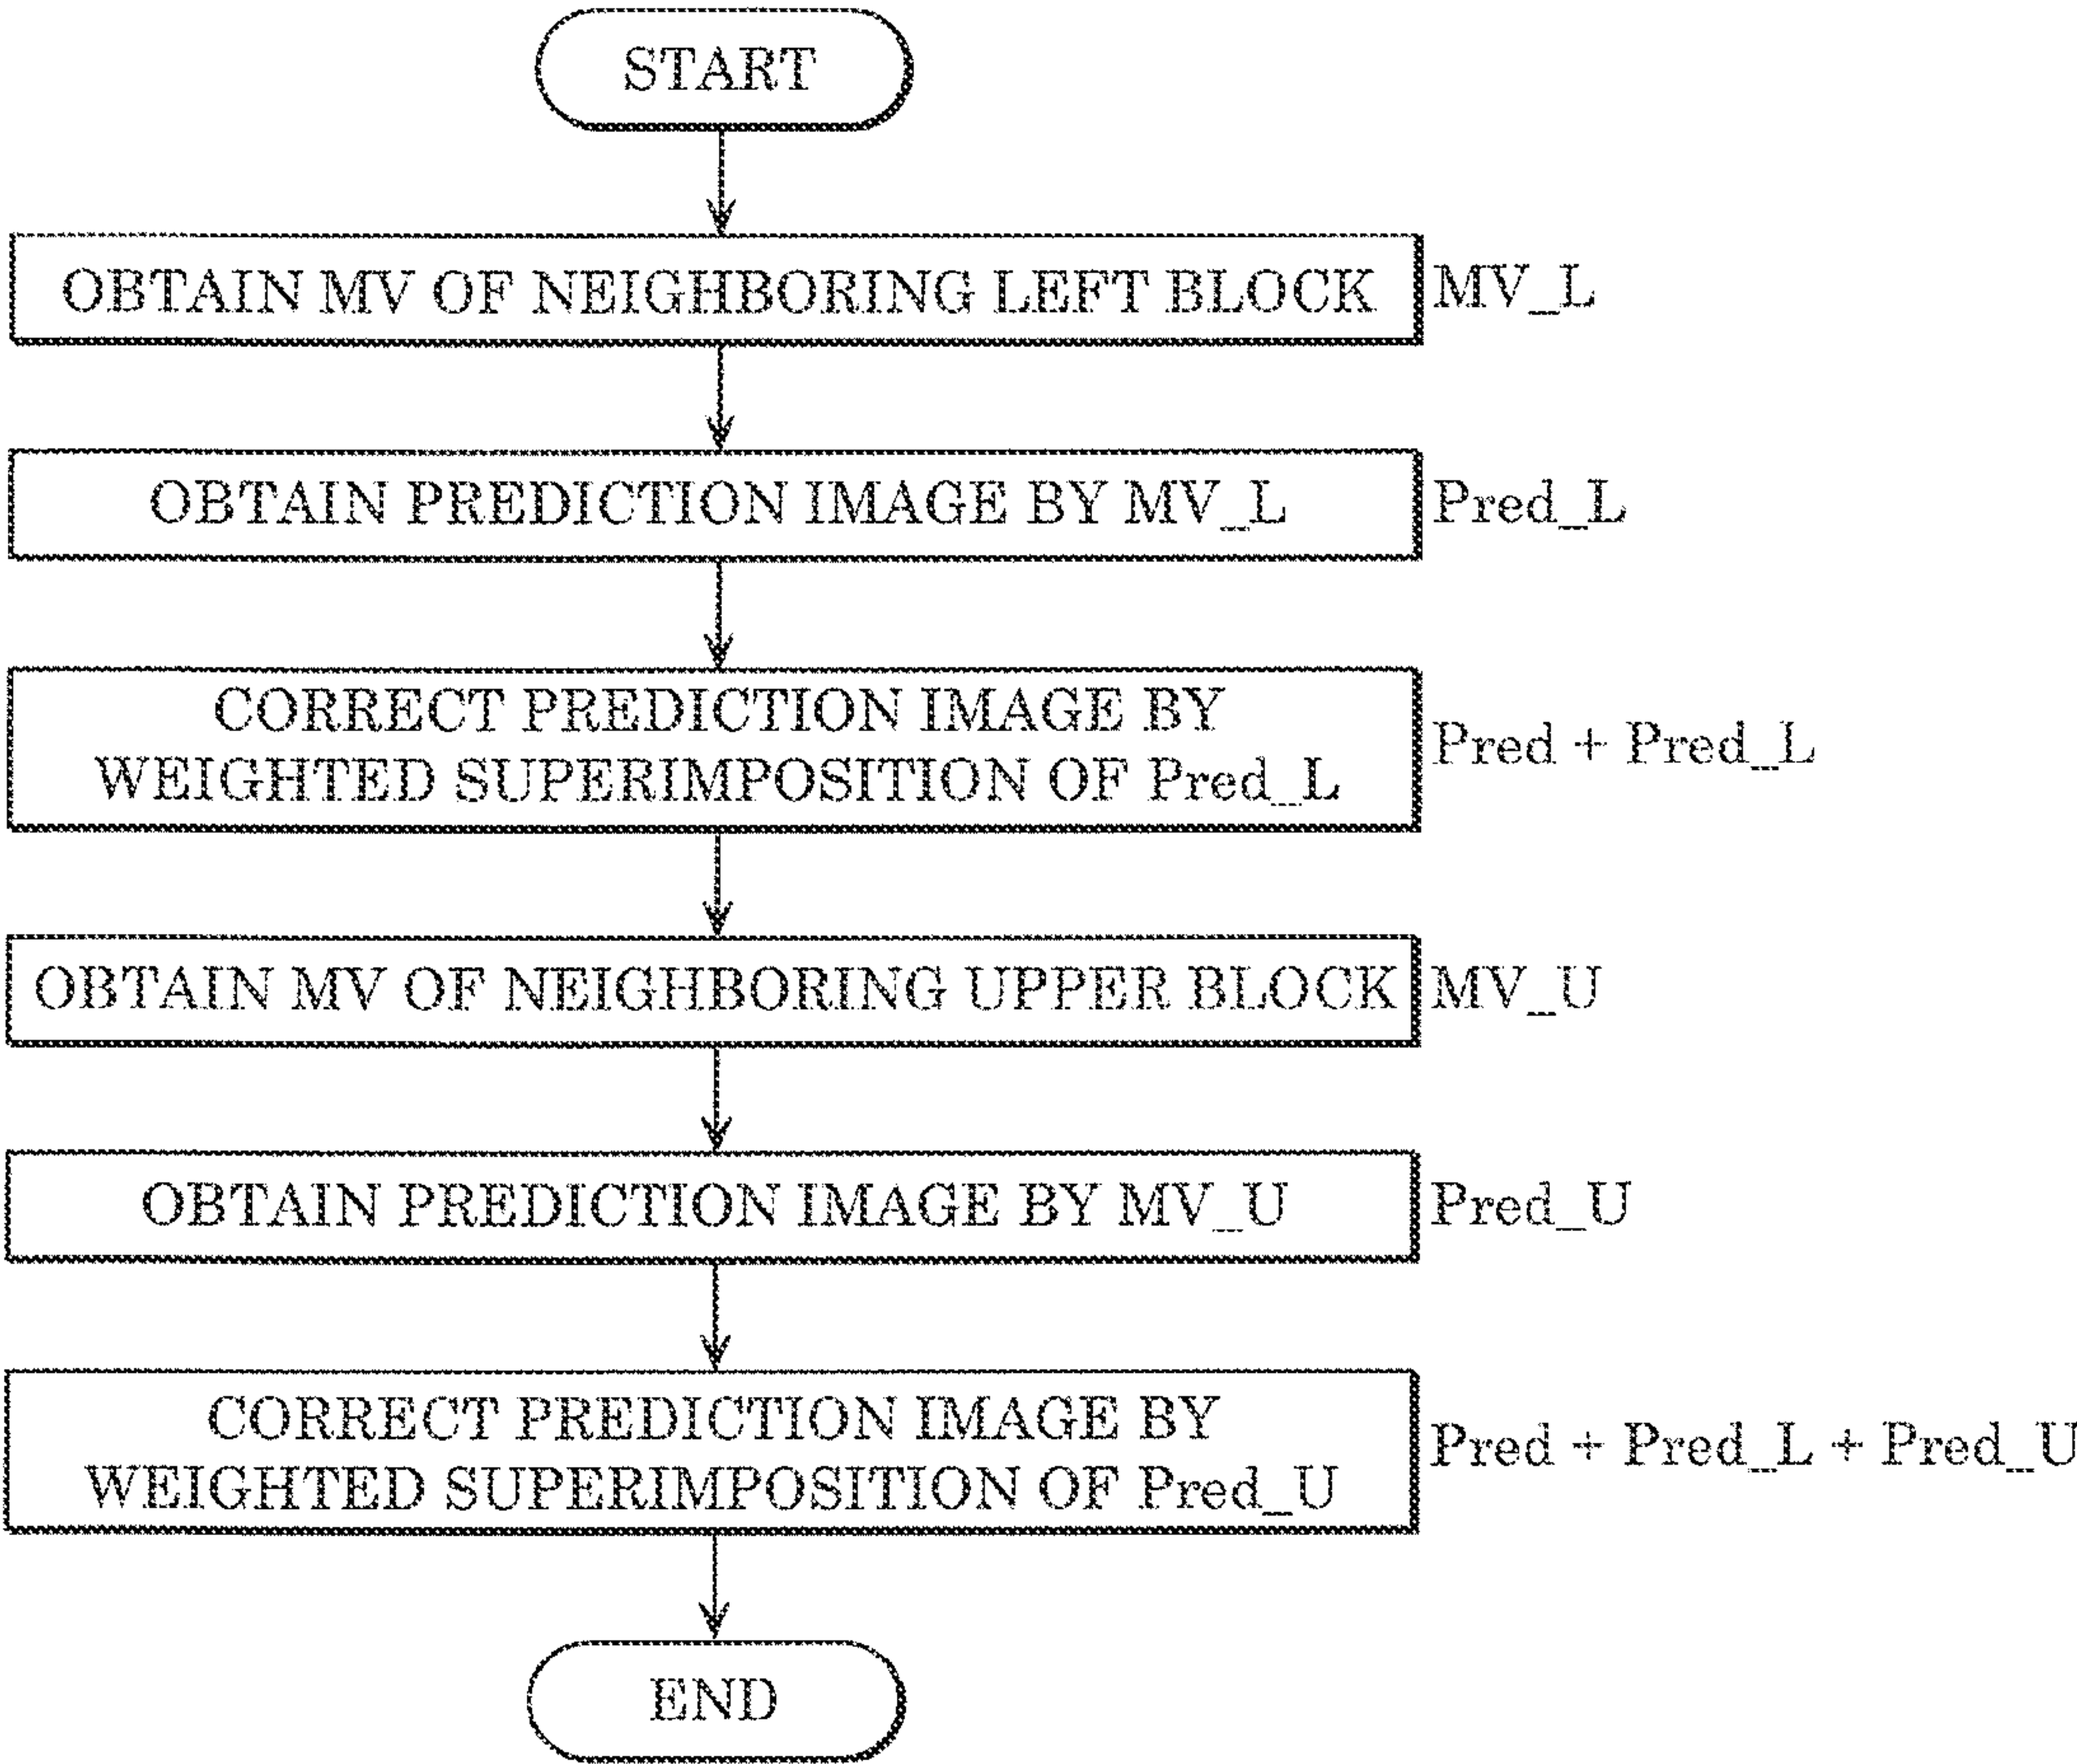 START
OBTAIN MV OF NEIGHBORING LEFT BLOCK MV_L
OBTAIN PREDICTION IMAGE BY MV_L Pred_L
CORRECT PREDICTION IMAGE BY
WEIGHTED SUPERIMPOSITION OF Pred_L
Pred + Pred_L
OBTAIN MV OF NEIGHBORING UPPER BLOCK MV_U
OBTAIN PREDICTION IMAGE BY MV_U Pred_U
CORRECT PREDICTION IMAGE BY
WEIGHTED SUPERIMPOSITION OF Pred_U
Pred + Pred_L + Pred_U
END